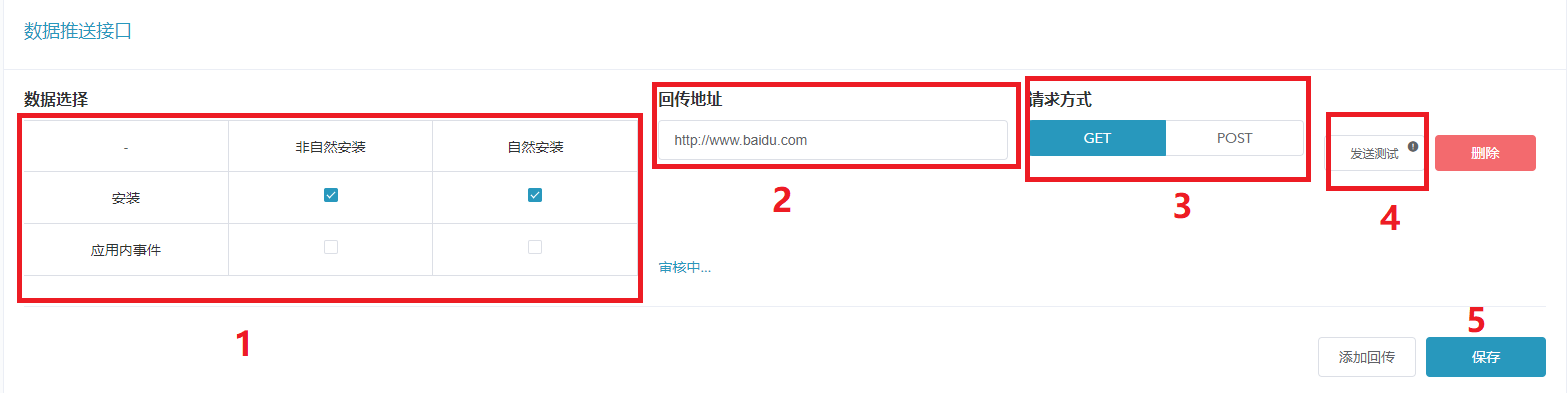 数据推送接口
数据选择
回传地址
请求方式
-
非自然安装
自然安装
http://www.baidu.com
GET
POST
发送测试
删除
安装
2
3
4
应用内事件
审核中...
1
5
添加回传
保存